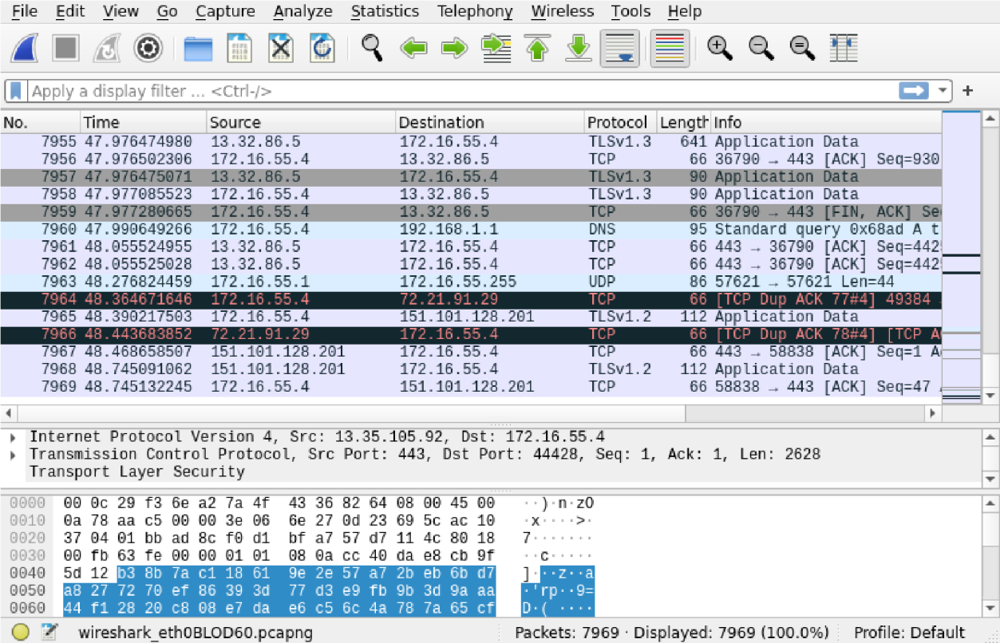 File Edit View Go Capture Analyze Statistics Telephony Wireless Tools Help
Apply a display filter ... <Ctrl-/>
No. Time Source Destination Protocol Length Info
7955 47.976474980 13.32.86.5 172.16.55.4 TLSv1.3 641 Application Data
7956 47.976502306 172.16.55.4 13.32.86.5 TCP 66 36790 → 443 [ACK] Seq=930
7957 47.976475071 13.32.86.5 172.16.55.4 TLSv1.3 90 Application Data
7958 47.977085523 172.16.55.4 13.32.86.5 TLSv1.3 90 Application Data
7959 47.977280665 172.16.55.4 13.32.86.5 TCP 66 36790 → 443 [FIN, ACK] Se
7960 47.990649266 172.16.55.4 192.168.1.1 DNS 95 Standard query 0x68ad A t
7961 48.055524955 13.32.86.5 172.16.55.4 TCP 66 443 → 36790 [ACK] Seq=442
7962 48.055525028 13.32.86.5 172.16.55.4 TCP 66 443 → 36790 [ACK] Seq=442
7963 48.276824459 172.16.55.1 172.16.55.255 UDP 86 57621 → 57621 Len=44
7964 48.364671646 172.16.55.4 72.21.91.29 TCP 66 [TCP Dup ACK 77#4] 49384
7965 48.390217503 172.16.55.4 151.101.128.201 TLSv1.2 112 Application Data
7966 48.443683852 72.21.91.29 172.16.55.4 TCP 66 [TCP Dup ACK 78#4] [TCP A
7967 48.468658507 151.101.128.201 172.16.55.4 TCP 66 443 → 58838 [ACK] Seq=1 A
7968 48.745091062 151.101.128.201 172.16.55.4 TLSv1.2 112 Application Data
7969 48.745132245 172.16.55.4 151.101.128.201 TCP 66 58838 → 443 [ACK] Seq=47
Internet Protocol Version 4, Src: 13.35.105.92, Dst: 172.16.55.4
Transmission Control Protocol, Src Port: 443, Dst Port: 44428, Seq: 1, Ack: 1, Len: 2628
Transport Layer Security
0000 00 0c 29 f3 6e a2 7a 4f 43 36 82 64 08 00 45 00 ··)·n·zO
0010 0a 78 aa c5 00 00 3e 06 6e 27 0d 23 69 5c ac 10 ·x····>·
0020 37 04 01 bb ad 8c f0 d1 bf a7 57 d7 11 4c 80 18 7·······
0030 00 fb 63 fe 00 00 01 01 08 0a cc 40 da e8 cb 9f ··c·····
0040 5d 12 b3 8b 7a c1 18 61 9e 2e 57 a7 2b eb 6b d7 ]···z··a
0050 a8 27 72 70 ef 86 39 3d 77 d3 e9 fb 9b 3d 9a aa ·'rp··9=
0060 44 f1 28 20 c8 08 e7 da e6 c5 6c 4a 78 7a 65 cf D·( ····
wireshark_eth0BLOD60.pcapng Packets: 7969 · Displayed: 7969 (100.0%) Profile: Default